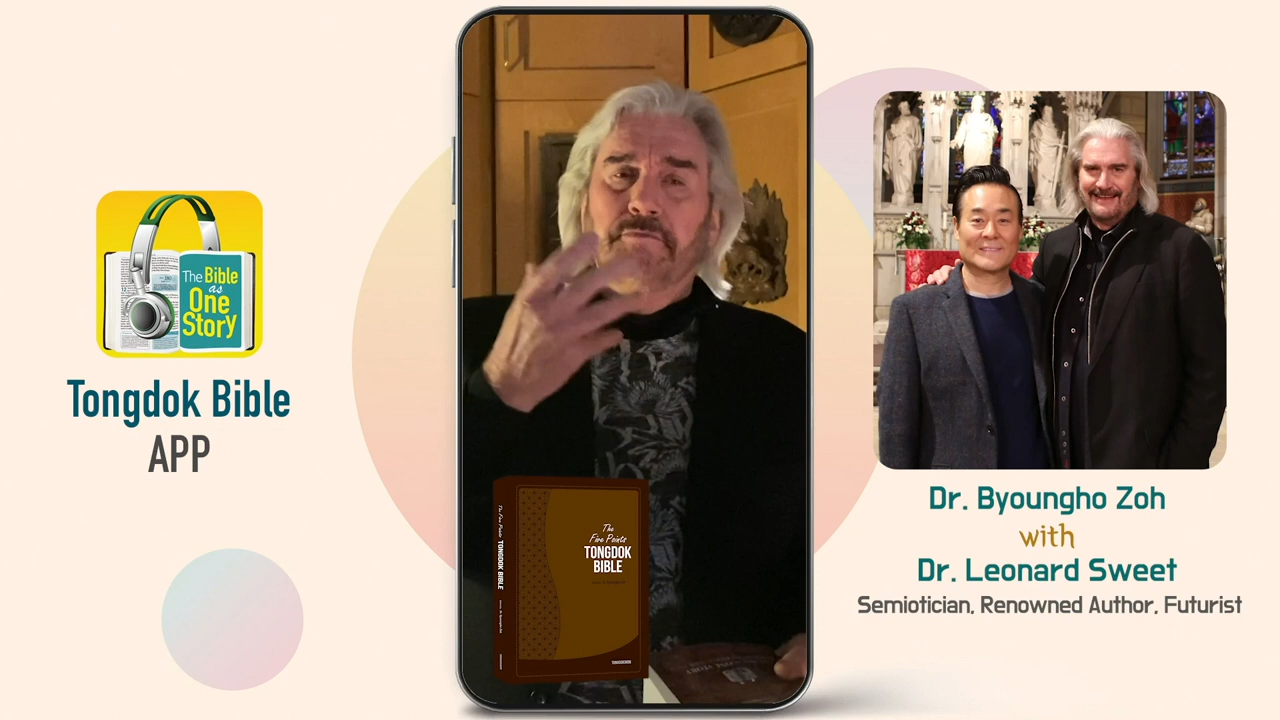 The Bible
as
One
Story
Tongdok Bible
APP
The
Five Points
TONGDOK
BIBLE
The Five Points TONGDOK BIBLE
Dr. Byoungho Zoh
with
Dr. Leonard Sweet
Semiotician, Renowned Author, Futurist